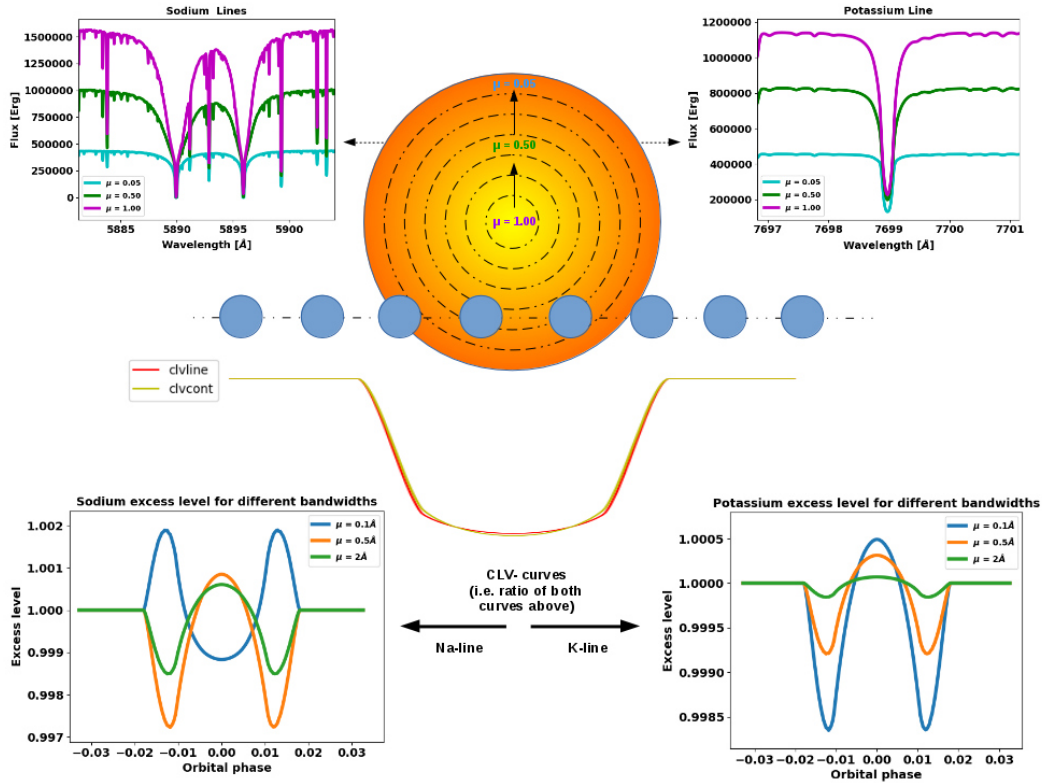 Sodium Lines
Flux [Erg]
1500000
1250000
1000000
750000
500000
250000
0
μ = 0.05
μ = 0.50
μ = 1.00
5885
5890
5895
5900
Wavelength [Å]
μ = 0.05
μ = 0.50
μ = 1.00
Potassium Line
Flux [Erg]
1200000
1000000
800000
600000
400000
200000
μ = 0.05
μ = 0.50
μ = 1.00
7697
7698
7699
7700
7701
Wavelength [Å]
clvline
clvcont
Sodium excess level for different bandwidths
Excess level
1.002
1.001
1.000
0.999
0.998
0.997
μ = 0.1Å
μ = 0.5Å
μ = 2Å
−0.03
−0.02
−0.01
0.00
0.01
0.02
0.03
Orbital phase
CLV- curves
(i.e. ratio of both
curves above)
Na-line
K-line
Potassium excess level for different bandwidths
Excess level
1.0005
1.0000
0.9995
0.9990
0.9985
μ = 0.1Å
μ = 0.5Å
μ = 2Å
−0.03
−0.02
−0.01
0.00
0.01
0.02
0.03
Orbital phase